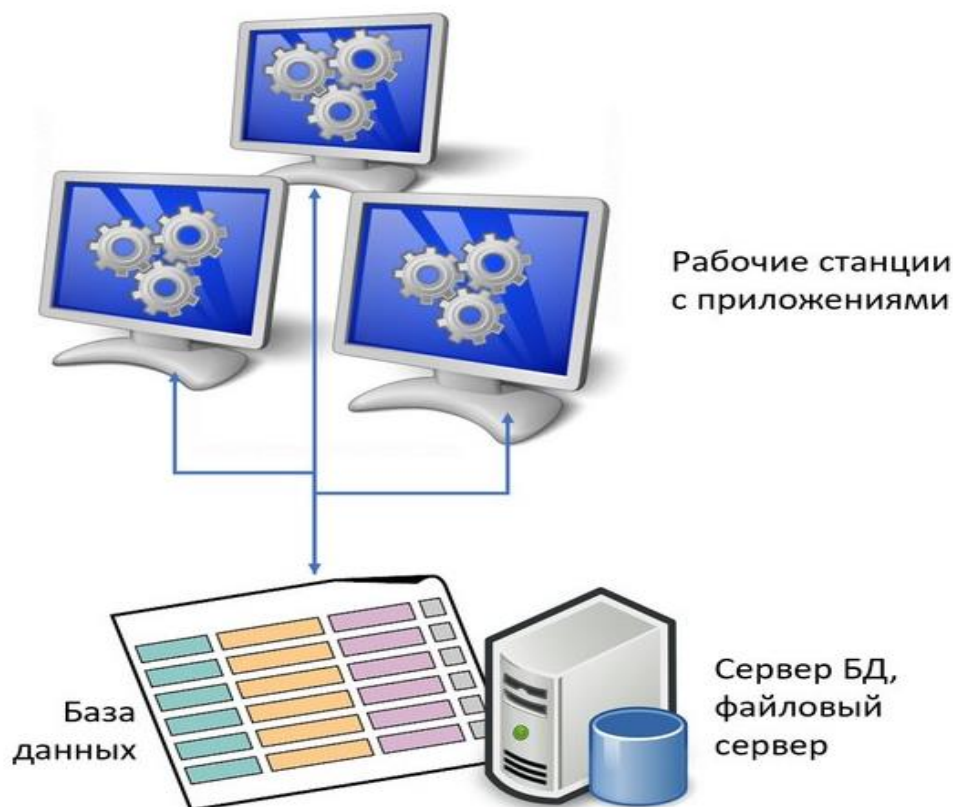 Рабочие станции
с приложениями
База
данных
Сервер БД,
файловый
сервер